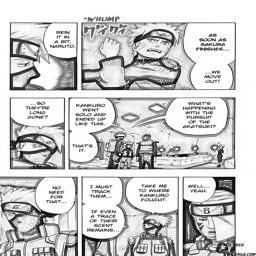 REIN
IT IN A
BIT,
NARUTO.
*WHUMP
AS
SOON AS
SAKURA
FINISHES...
...WE
MOVE
OUT!
...SO
THEY'RE
LONG
GONE?
KANKURO
WENT
SOLO AND
ENDED UP
LIKE THIS.
THAT'S
IT.
WHAT'S
HAPPENING
WITH THE
PURSUIT
OF THE
AKATSUKI?
NO
NEED FOR
THAT...
I MUST
TRACK
THEM...
IF EVEN
A TRACE
OF THEIR
SCENT
REMAINS...
TAKE ME
TO WHERE
KANKURO
FOUGHT.
WELL...
YEAH.